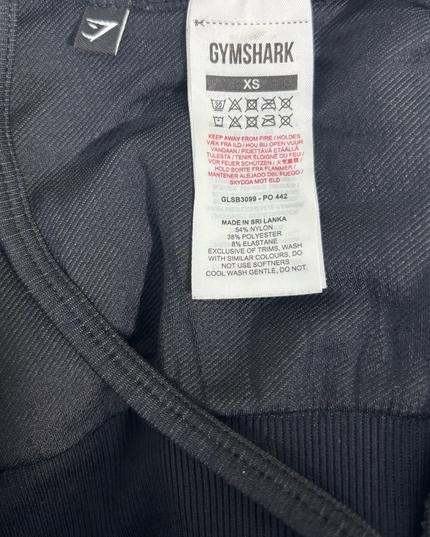 GYMSHARK
XS
KEEP AWAY FROM FIRE / HOLDES
VÆK FRA ILD / HOU BIJ OPEN VUUR
VANDAAN / PIDETTÄVÄ ETÄÄLLÄ
TULESTA / TENIR ÉLOIGNÉ DU FEU /
VOR FEUER SCHÜTZEN / 火気厳禁 /
HOLD BORTE FRA FLAMMER /
MANTENER ALEJADO DEL FUEGO /
SKYDDA MOT ELD
GLSB3099 - PO 442
MADE IN SRI LANKA
54% NYLON
38% POLYESTER
8% ELASTANE
EXCLUSIVE OF TRIMS, WASH
WITH SIMILAR COLOURS, DO
NOT USE SOFTNERS
COOL WASH GENTLE, DO NOT